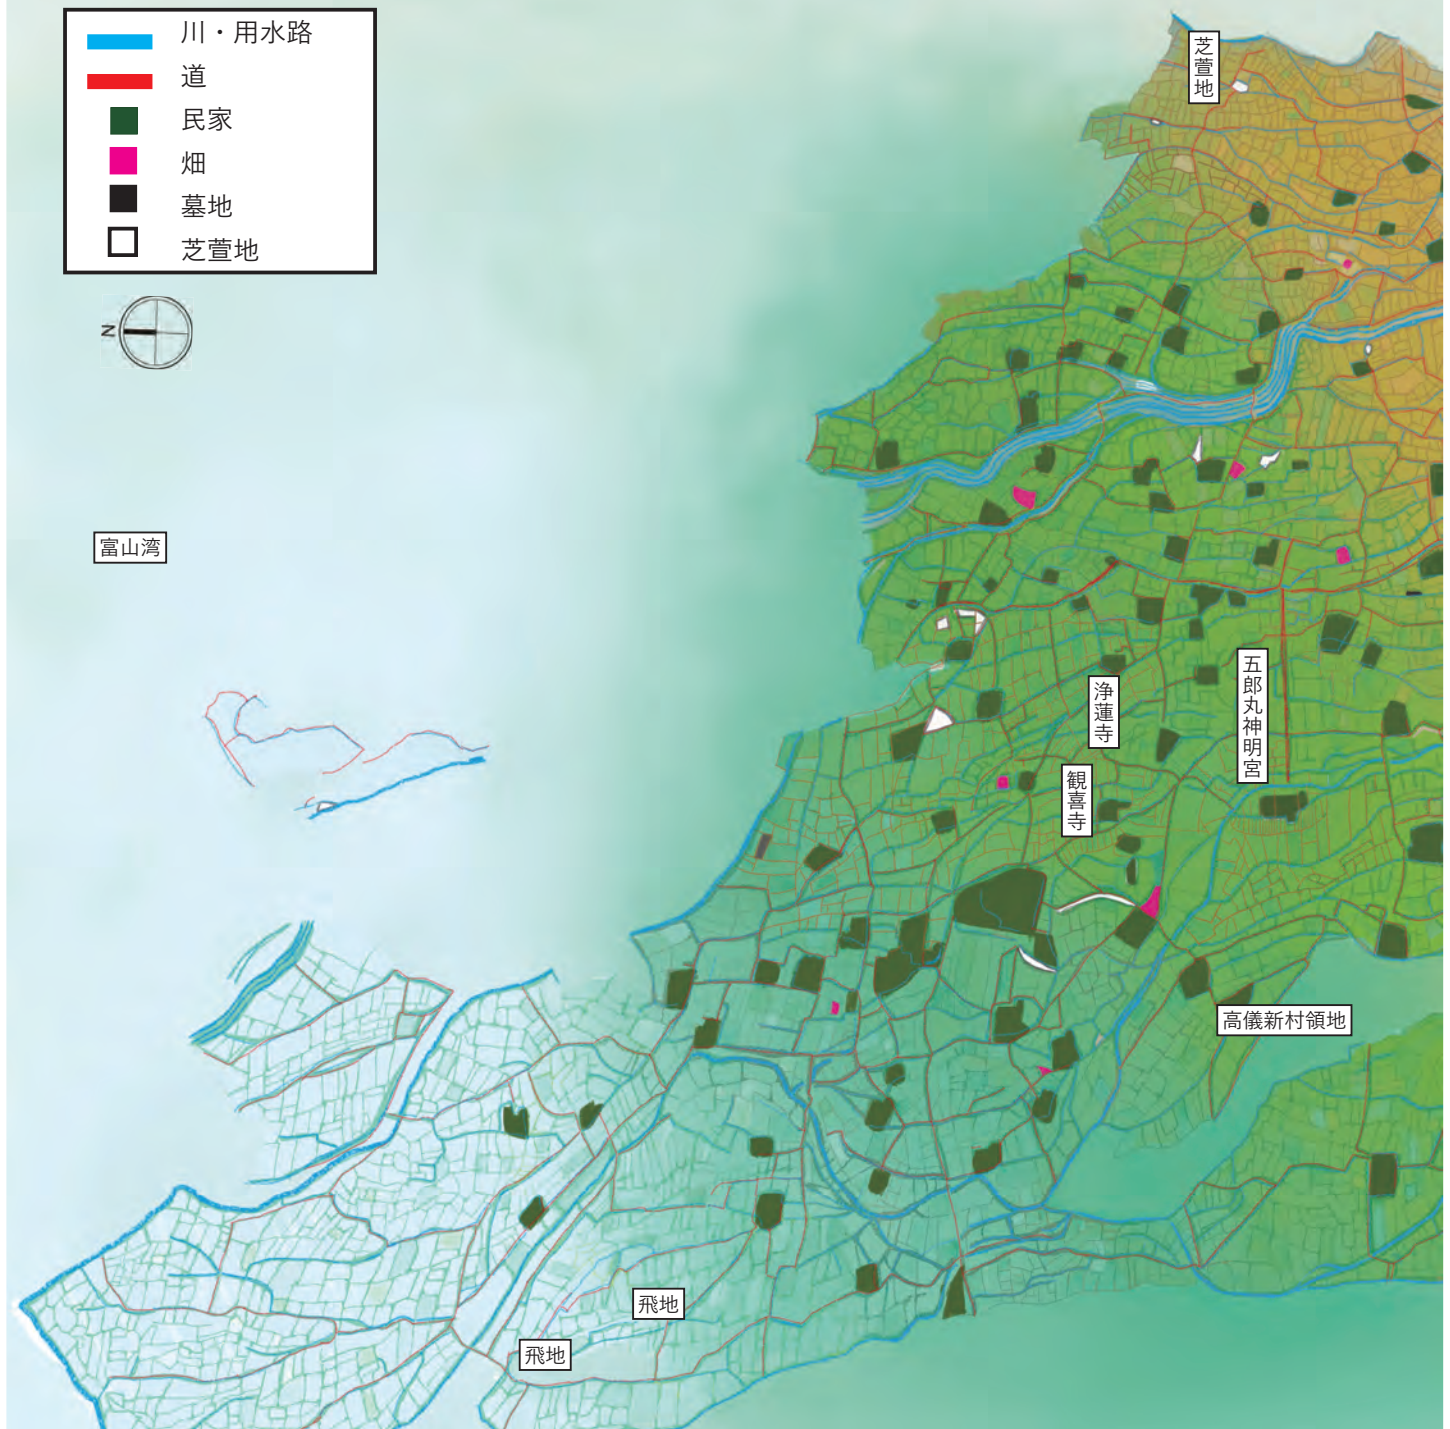 川・用水路
道
民家
畑
墓地
芝萱地
N
富山湾
芝萱地
五郎丸神明宮
浄蓮寺
観喜寺
高儀新村領地
飛地
飛地